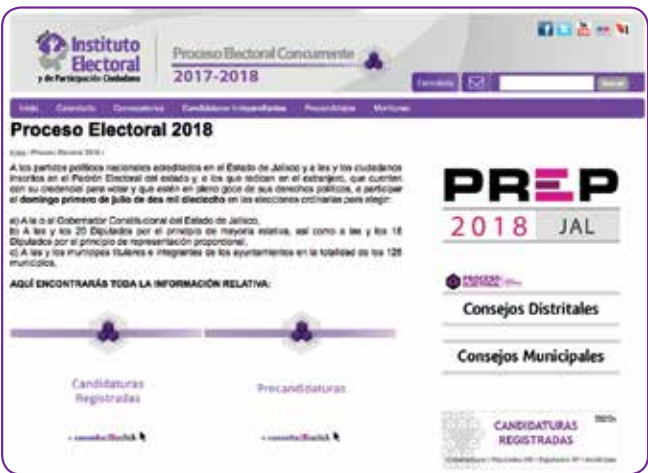 Instituto
Electoral
y de Participación Ciudadana
Proceso Electoral Concurrente
2017-2018
Inicio Calendario Convocatorias Candidaturas Independientes Precandidatos Monitoreo
Proceso Electoral 2018
A los partidos políticos nacionales acreditados en el Estado de Jalisco y a las y los ciudadanos
inscritos en el Padrón Electoral del estado y a los que radican en el extranjero, que cuenten
con su credencial para votar y que estén en pleno goce de sus derechos políticos, a participar
el domingo primero de julio de dos mil dieciocho en las elecciones ordinarias para elegir:
a) A la o al Gobernador Constitucional del Estado de Jalisco,
b) A las y los 20 Diputados por el principio de mayoría relativa, así como a las y los 18
Diputados por el principio de representación proporcional,
c) A las y los munícipes titulares e integrantes de los ayuntamientos en la totalidad de los 125
municipios,
AQUÍ ENCONTRARÁS TODA LA INFORMACIÓN RELATIVA:
Candidaturas
Registradas
Precandidaturas
PREP
2018 JAL
PROCESO
ELECTORAL
Consejos Distritales
Consejos Municipales
CANDIDATURAS
REGISTRADAS